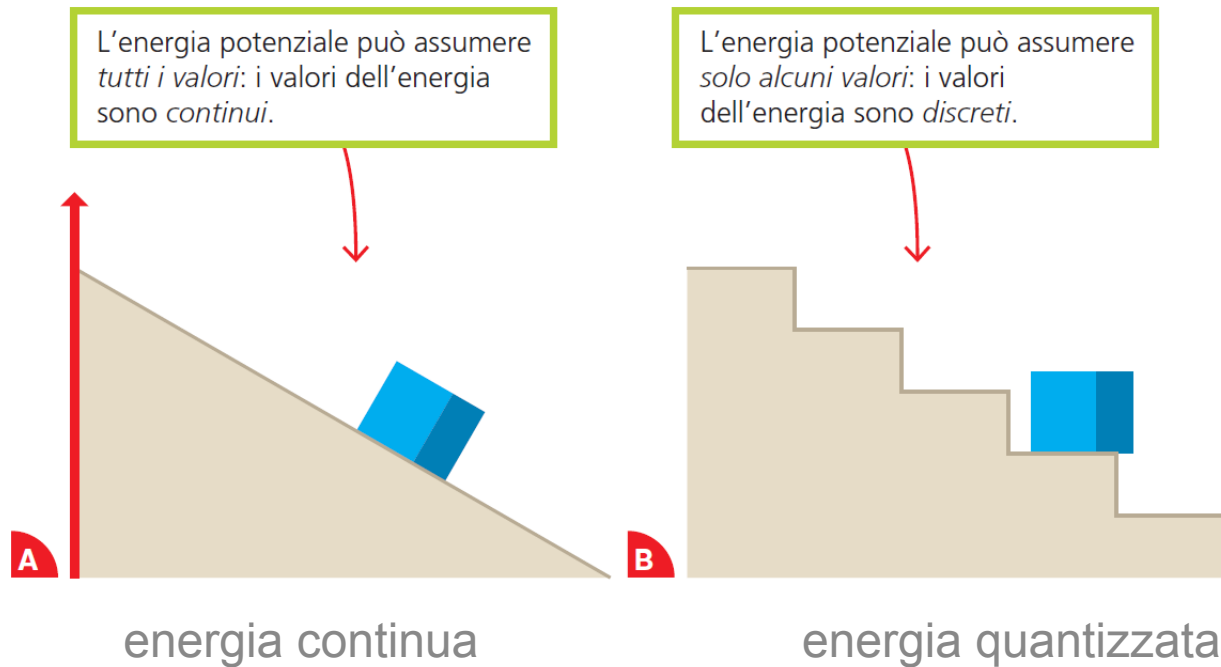 L'energia potenziale può assumere
tutti i valori: i valori dell'energia
sono continui.
L'energia potenziale può assumere
solo alcuni valori: i valori
dell'energia sono discreti.
A
B
energia continua
energia quantizzata